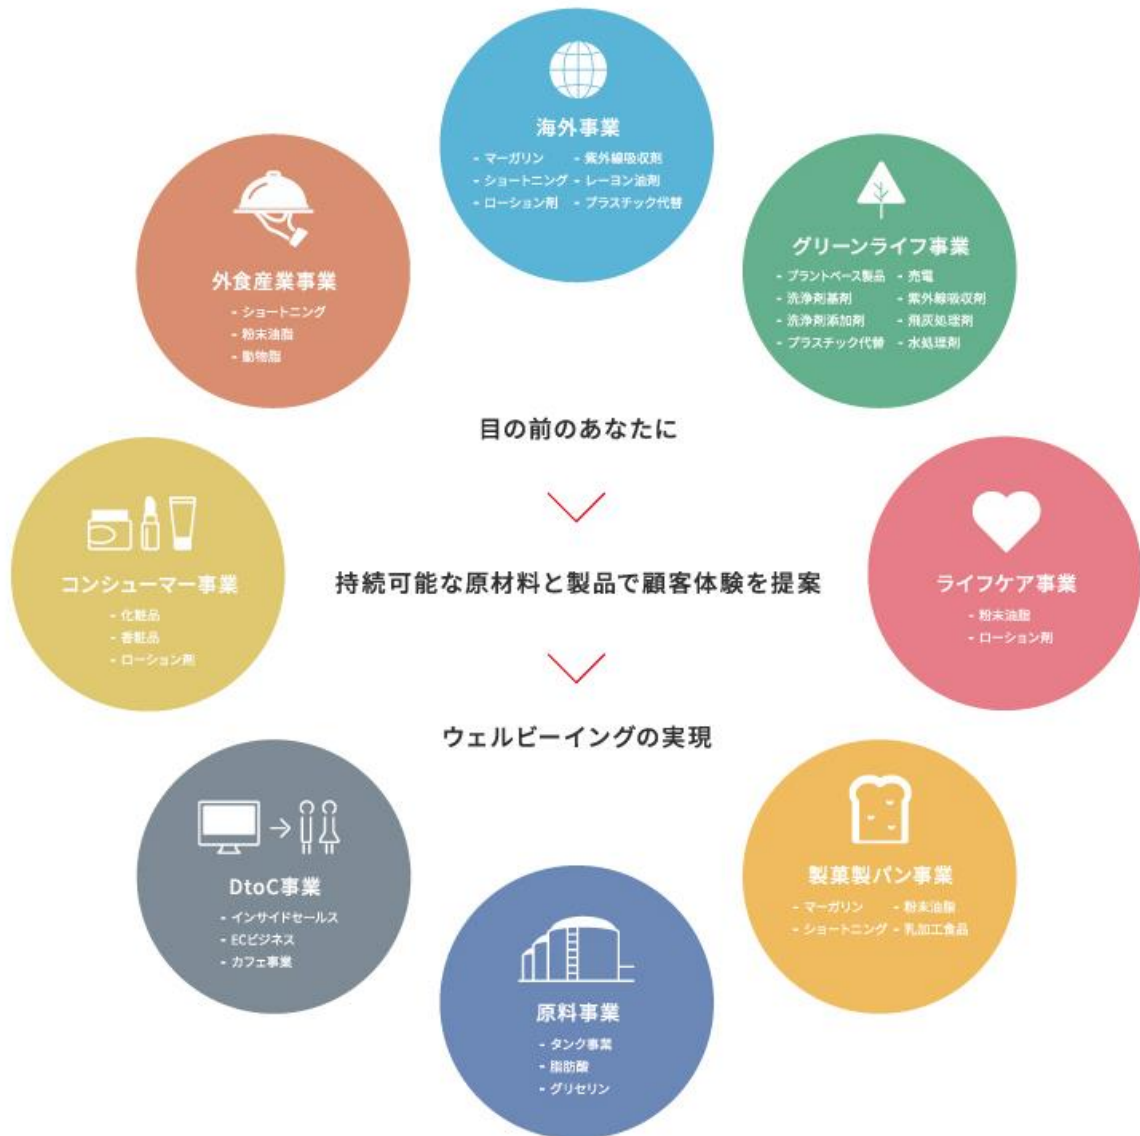 海外事業
- マーガリン - 紫外線吸収剤
- ショートニング - レーヨン油剤
- ローション剤 - プラスチック代替
グリーンライフ事業
- プラントベース製品 - 売電
- 洗浄剤基剤 - 紫外線吸収剤
- 洗浄剤添加剤 - 飛灰処理剤
- プラスチック代替 - 水処理剤
外食産業事業
- ショートニング
- 粉末油脂
- 動物脂
目の前のあなたに
持続可能な原材料と製品で顧客体験を提案
ウェルビーイングの実現
コンシューマー事業
- 化粧品
- 香粧品
- ローション剤
ライフケア事業
- 粉末油脂
- ローション剤
DtoC事業
- インサイドセールス
- ECビジネス
- カフェ事業
製菓製パン事業
- マーガリン - 粉末油脂
- ショートニング - 乳加工食品
原料事業
- タンク事業
- 脂肪酸
- グリセリン